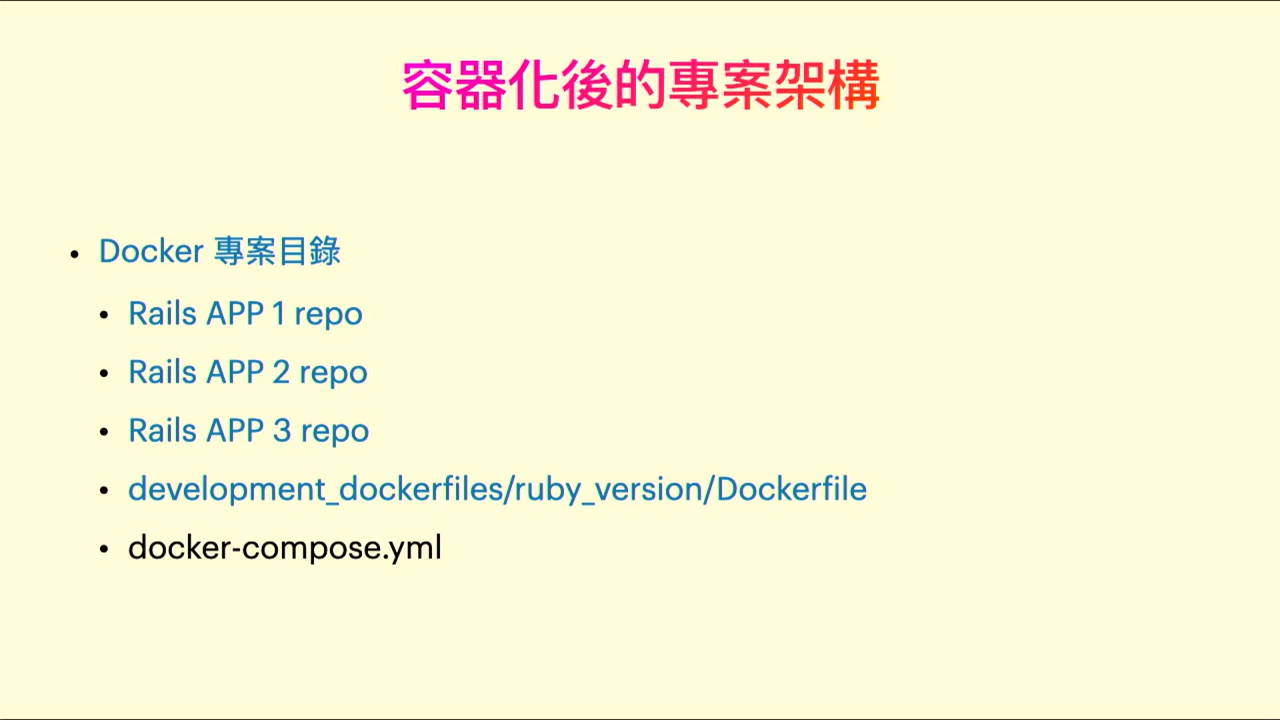 容器化後的專案架構
Docker 專案目錄
Rails APP 1 repo
Rails APP 2 repo
Rails APP 3 repo
development_dockerfiles/ruby_version/Dockerfile
docker-compose.yml